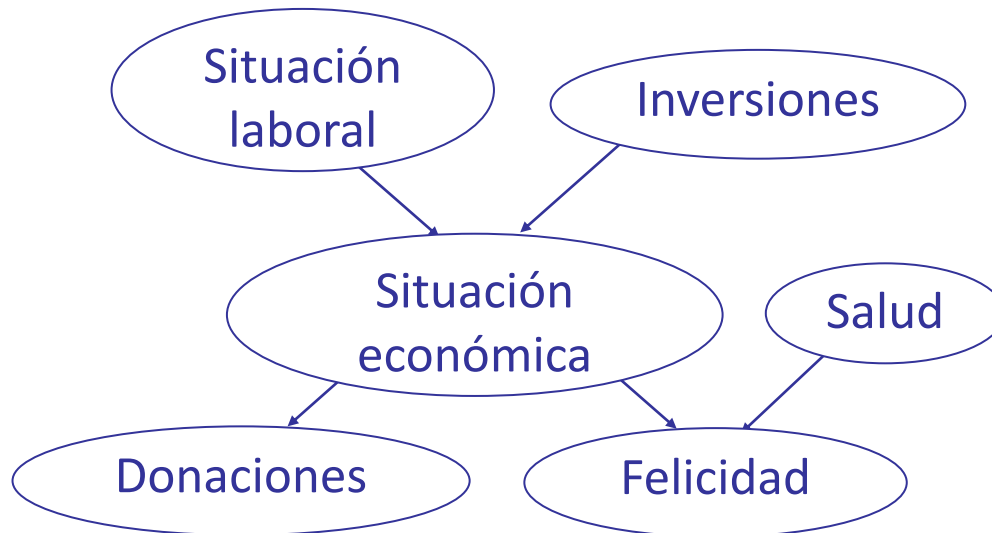 Situación
laboral
Inversiones
Situación
económica
Salud
Donaciones
Felicidad